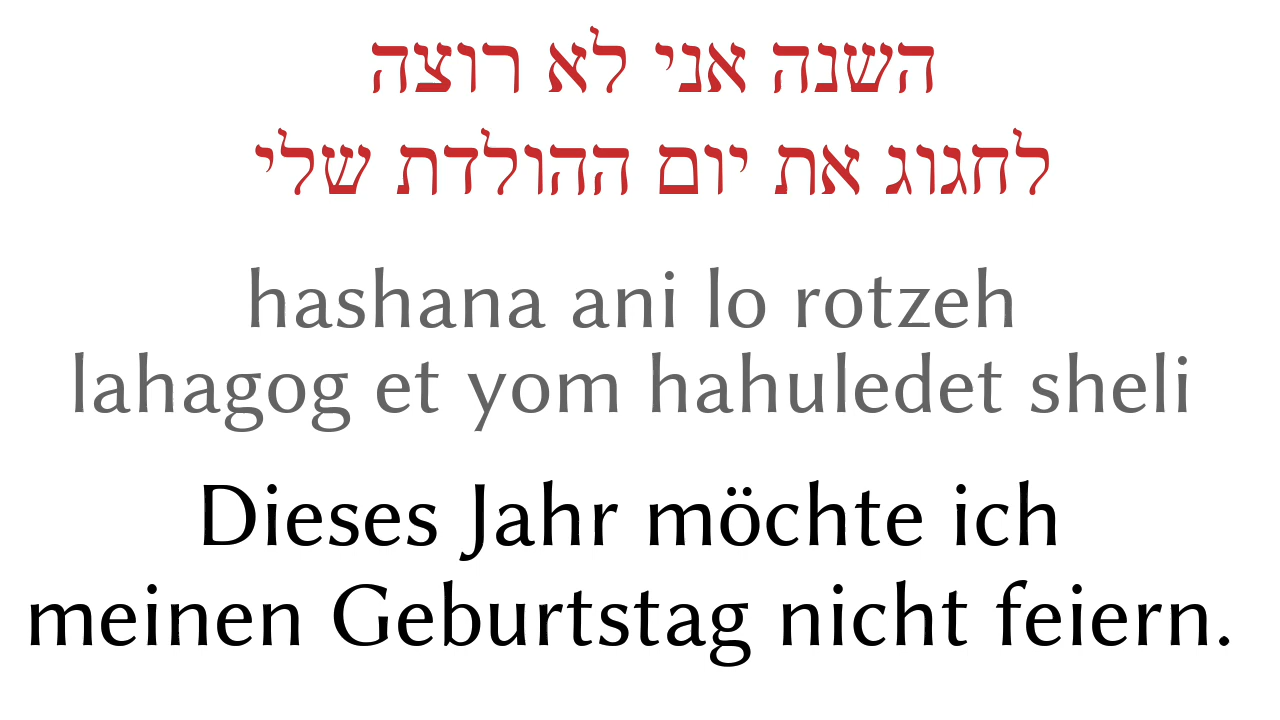 השנה אני לא רוצה
לחגוג את יום ההולדת שלי
hashana ani lo rotzeh
lahagog et yom hahuledet sheli
Dieses Jahr möchte ich
meinen Geburtstag nicht feiern.